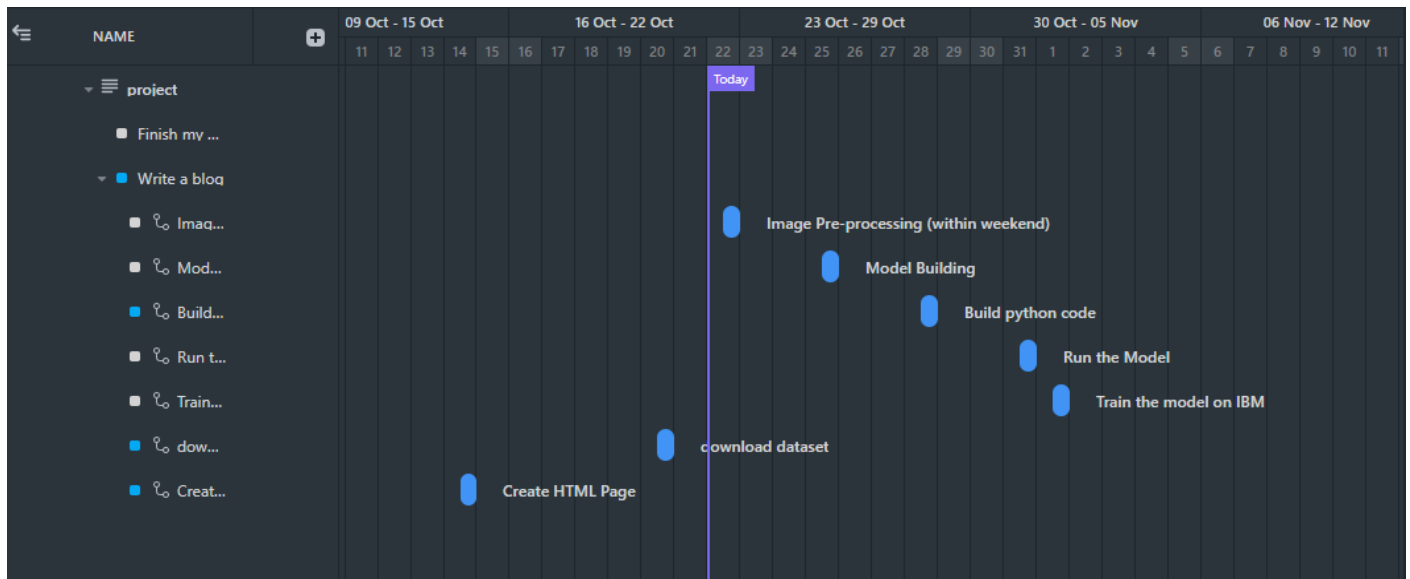 09 Oct - 15 Oct 16 Oct - 22 Oct 23 Oct - 29 Oct 30 Oct - 05 Nov 06 Nov - 12 Nov
NAME
11 12 13 14 15 16 17 18 19 20 21 22 23 24 25 26 27 28 29 30 31 1 2 3 4 5 6 7 8 9 10 11
Today
project
Finish my ...
Write a blog
Imag... Image Pre-processing (within weekend)
Mod... Model Building
Build... Build python code
Run t... Run the Model
Train... Train the model on IBM
dow... download dataset
Creat... Create HTML Page